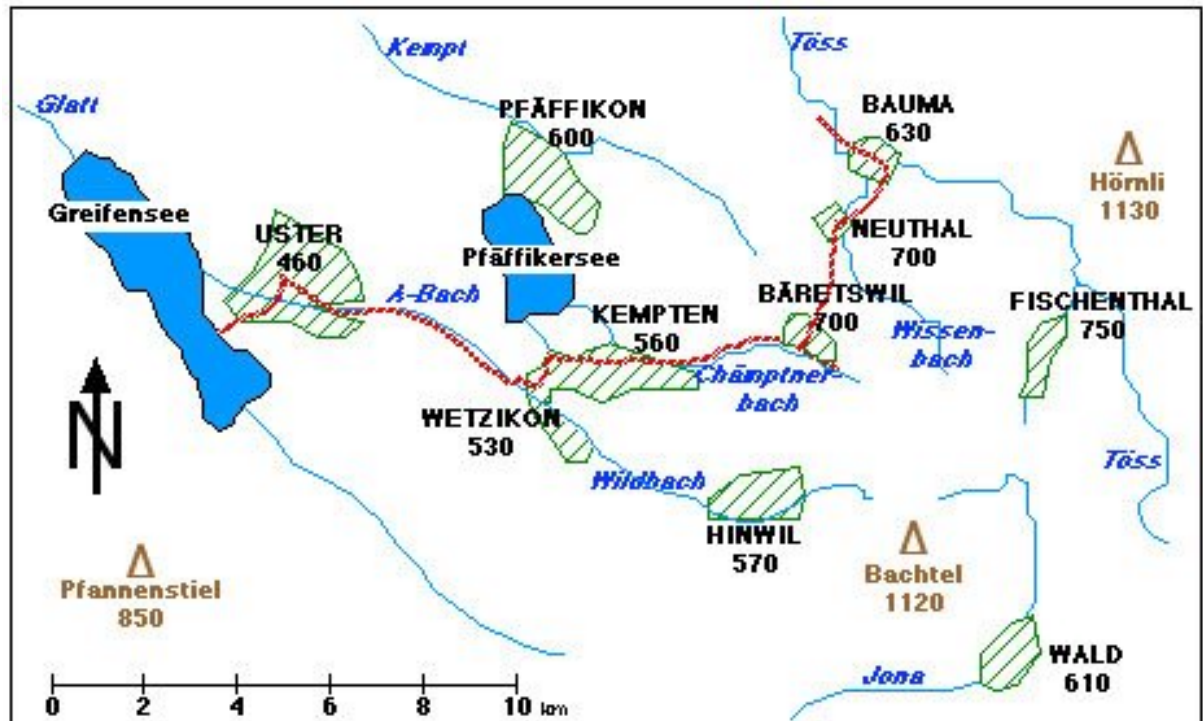 Kempt
Töss
Glatt
PFÄFFIKON
600
BAUMA
630
Hörnli
1130
Greifensee
USTER
460
Pfäffikersee
NEUTHAL
700
A-Bach
KEMPTEN
560
BÄRETSWIL
700
Wissen-
bach
FISCHENTHAL
750
Chämptner-
bach
N
WETZIKON
530
Wildbach
Töss
HINWIL
570
Bachtel
1120
Pfannenstiel
850
WALD
610
Jona
0 2 4 6 8 10 km